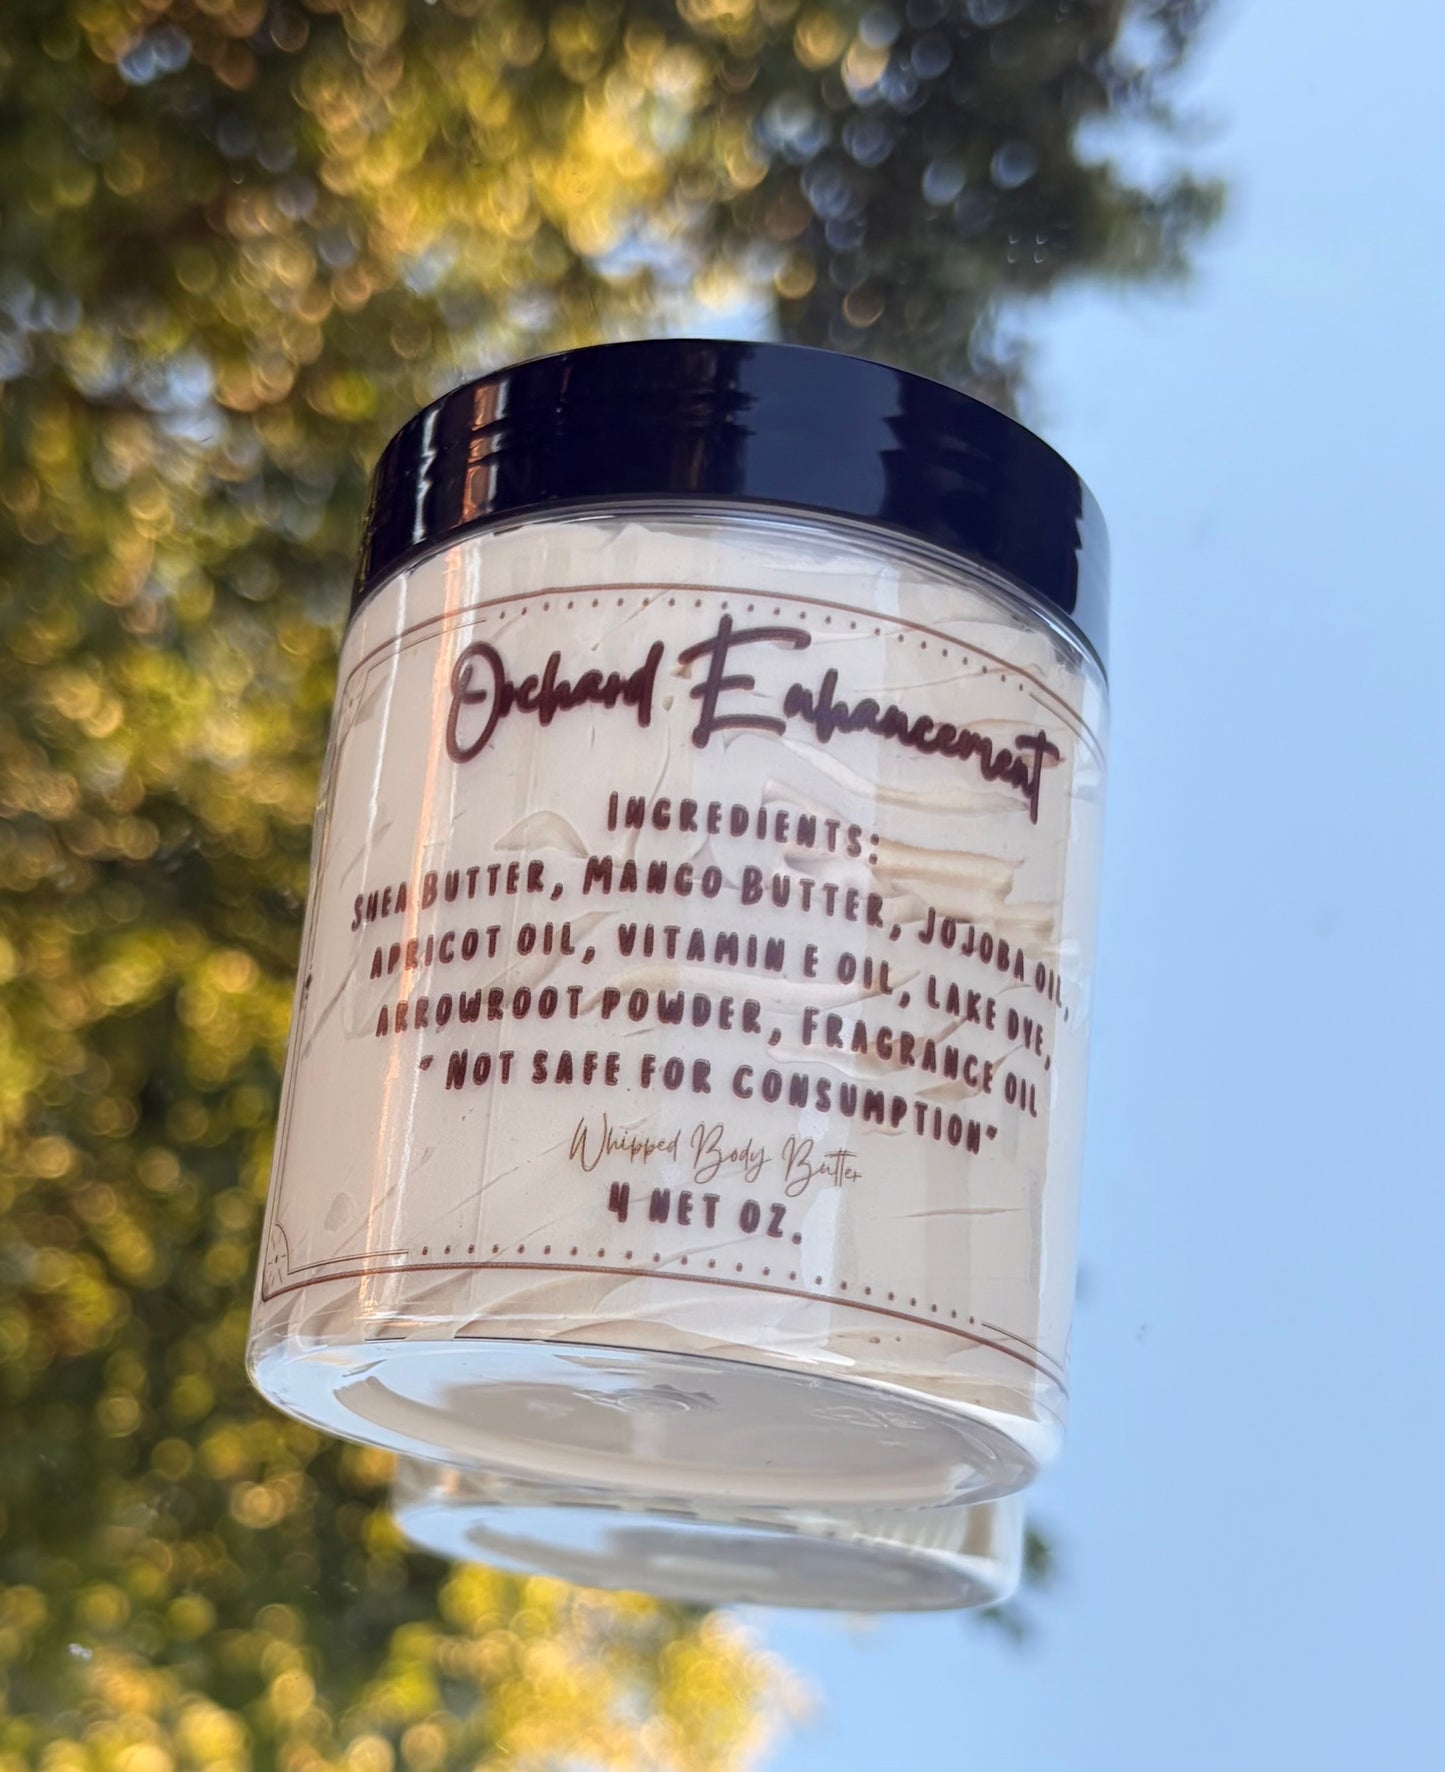 Orchard Enhancement
Ingredients:
Shea Butter, Mango Butter, Jojoba oil,
apricot oil, vitamin E oil, Lake dye,
arrowroot powder, Fragrance oil
" Not safe for consumption"
Whipped Body Butter
4 net oz.